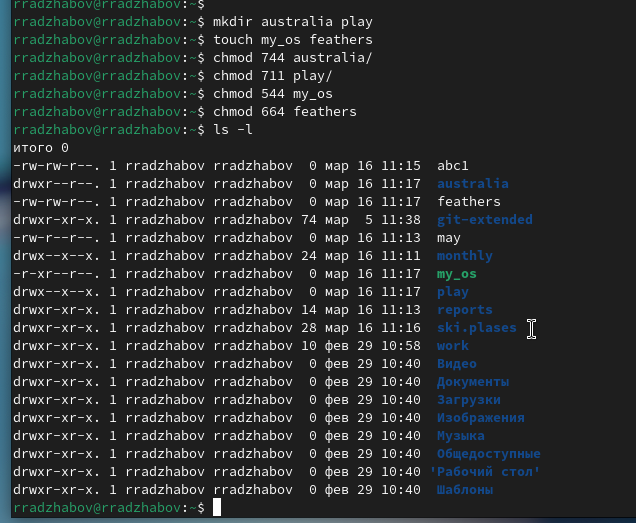 rradzhabov@rradzhabov:~$
rradzhabov@rradzhabov:~$ mkdir australia play
rradzhabov@rradzhabov:~$ touch my_os feathers
rradzhabov@rradzhabov:~$ chmod 744 australia/
rradzhabov@rradzhabov:~$ chmod 711 play/
rradzhabov@rradzhabov:~$ chmod 544 my_os
rradzhabov@rradzhabov:~$ chmod 664 feathers
rradzhabov@rradzhabov:~$ ls -l
итого 0
-rw-rw-r--. 1 rradzhabov rradzhabov  0 мар 16 11:15  abc1
drwxr--r--. 1 rradzhabov rradzhabov  0 мар 16 11:17  australia
-rw-rw-r--. 1 rradzhabov rradzhabov  0 мар 16 11:17  feathers
drwxr-xr-x. 1 rradzhabov rradzhabov 74 мар  5 11:38  git-extended
-rw-r--r--. 1 rradzhabov rradzhabov  0 мар 16 11:13  may
drwx--x--x. 1 rradzhabov rradzhabov 24 мар 16 11:11  monthly
-r-xr--r--. 1 rradzhabov rradzhabov  0 мар 16 11:17  my_os
drwx--x--x. 1 rradzhabov rradzhabov  0 мар 16 11:17  play
drwxr-xr-x. 1 rradzhabov rradzhabov 14 мар 16 11:13  reports
drwxr-xr-x. 1 rradzhabov rradzhabov 28 мар 16 11:16  ski.plases
drwxr-xr-x. 1 rradzhabov rradzhabov 10 фев 29 10:58  work
drwxr-xr-x. 1 rradzhabov rradzhabov  0 фев 29 10:40  Видео
drwxr-xr-x. 1 rradzhabov rradzhabov  0 фев 29 10:40  Документы
drwxr-xr-x. 1 rradzhabov rradzhabov  0 фев 29 10:40  Загрузки
drwxr-xr-x. 1 rradzhabov rradzhabov  0 фев 29 10:40  Изображения
drwxr-xr-x. 1 rradzhabov rradzhabov  0 фев 29 10:40  Музыка
drwxr-xr-x. 1 rradzhabov rradzhabov  0 фев 29 10:40  Общедоступные
drwxr-xr-x. 1 rradzhabov rradzhabov  0 фев 29 10:40 'Рабочий стол'
drwxr-xr-x. 1 rradzhabov rradzhabov  0 фев 29 10:40  Шаблоны
rradzhabov@rradzhabov:~$